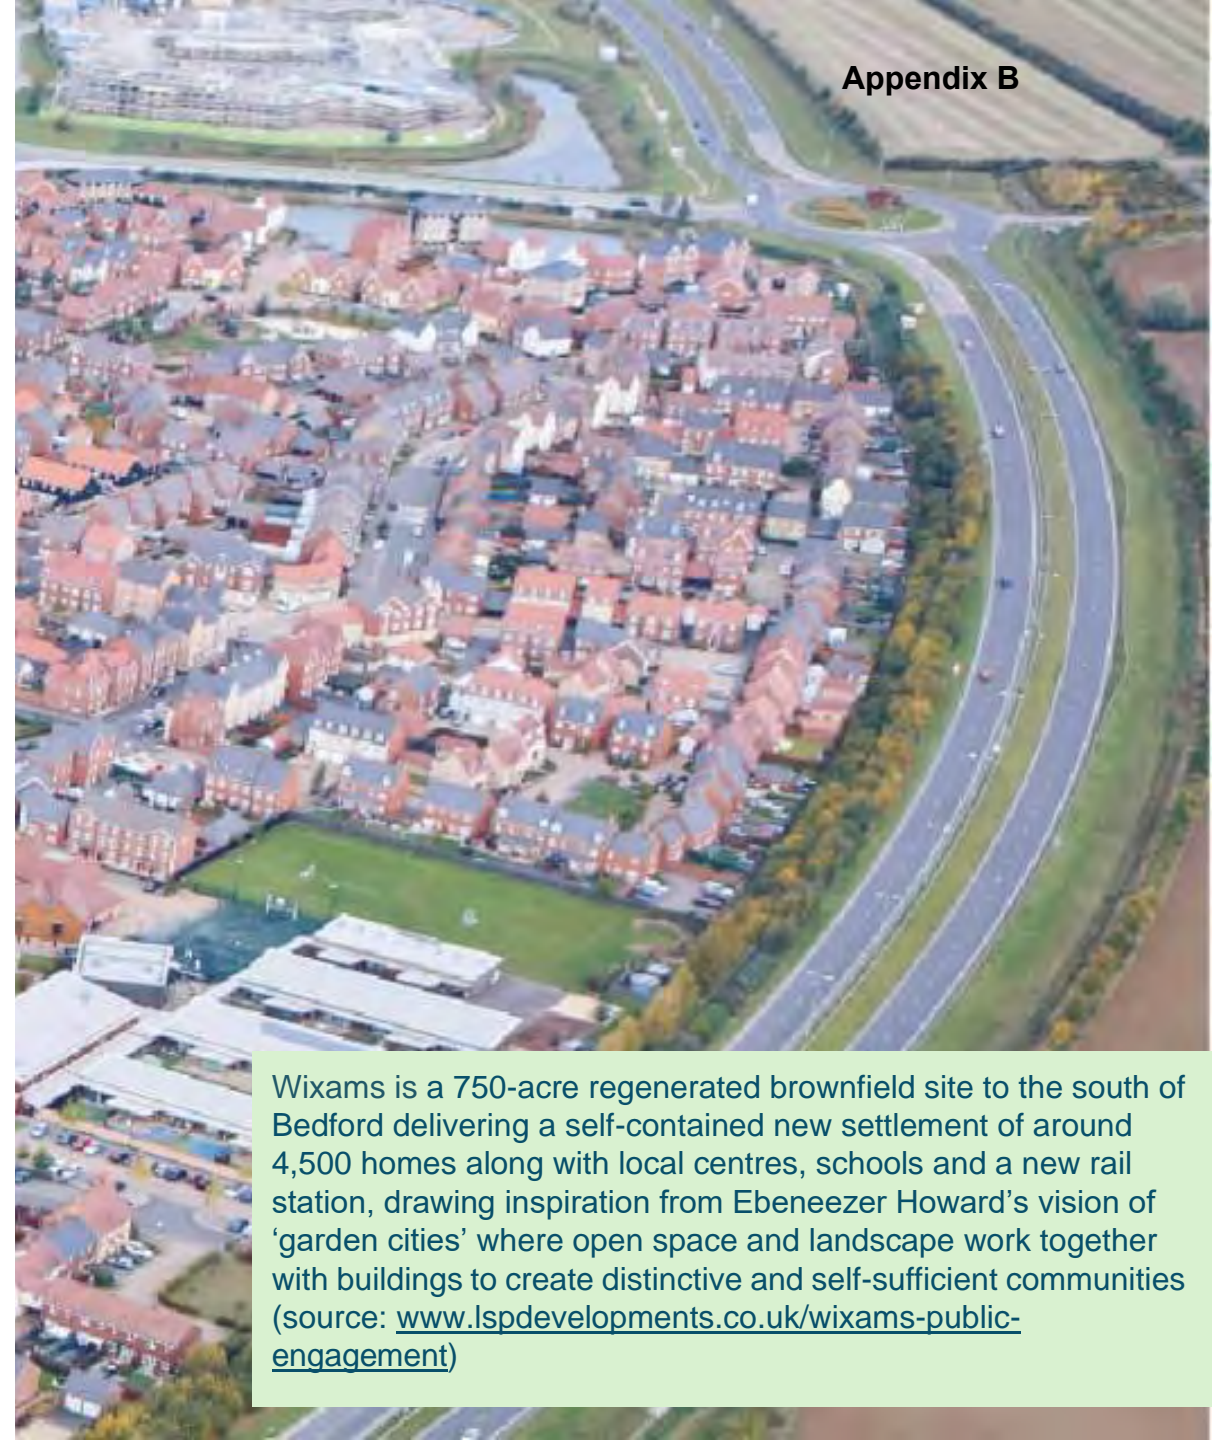 Appendix B
Wixams is a 750-acre regenerated brownfield site to the south of
Bedford delivering a self-contained new settlement of around
4,500 homes along with local centres, schools and a new rail
station, drawing inspiration from Ebeneezer Howard’s vision of
‘garden cities’ where open space and landscape work together
with buildings to create distinctive and self-sufficient communities
(source: www.lspdevelopments.co.uk/wixams-public-
engagement)